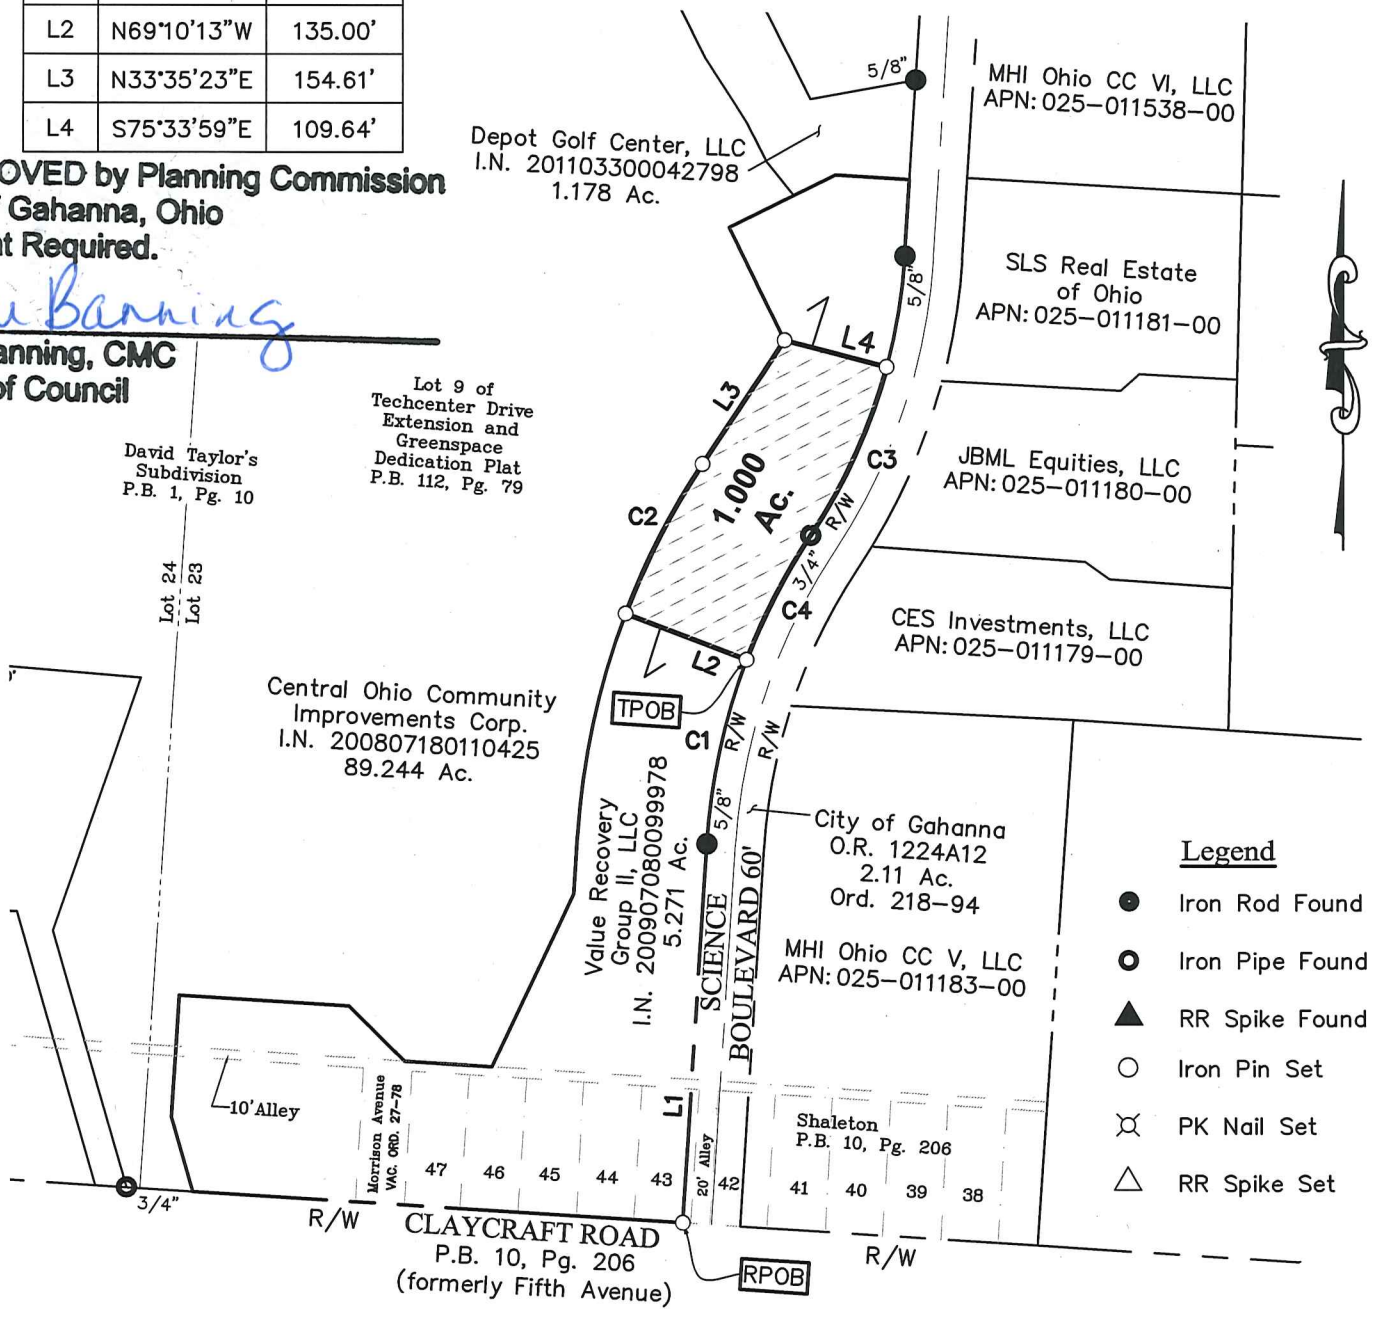 L2 N69°10'13"W 135.00'
L3 N33°35'23"E 154.61'
L4 S75°33'59"E 109.64'
OVED by Planning Commission
f Gahanna, Ohio
nt Required.
Banning
anning, CMC
of Council
5/8"
MHI Ohio CC VI, LLC
APN: 025-011538-00
Depot Golf Center, LLC
I.N. 201103300042798
1.178 Ac.
5/8"
SLS Real Estate
of Ohio
APN: 025-011181-00
L4
L3
Lot 9 of
Techcenter Drive
Extension and
Greenspace
Dedication Plat
P.B. 112, Pg. 79
David Taylor's
Subdivision
P.B. 1, Pg. 10
1.000
Ac.
C3
R/W
JBML Equities, LLC
APN: 025-011180-00
C2
3/4"
C4
Lot 24
Lot 23
CES Investments, LLC
APN: 025-011179-00
L2
TPOB
Central Ohio Community
Improvements Corp.
I.N. 200807180110425
89.244 Ac.
C1
R/W
R/W
5/8"
Value Recovery
Group II, LLC
I.N. 200907080099978
5.271 Ac.
City of Gahanna
O.R. 1224A12
2.11 Ac.
Ord. 218-94
SCIENCE
BOULEVARD 60'
MHI Ohio CC V, LLC
APN: 025-011183-00
Legend
Iron Rod Found
Iron Pipe Found
RR Spike Found
Iron Pin Set
PK Nail Set
RR Spike Set
10'Alley
Morrison Avenue
VAC. ORD. 27-78
L1
20' Alley
Shaleton
P.B. 10, Pg. 206
47 46 45 44 43 42 41 40 39 38
3/4"
R/W
CLAYCRAFT ROAD
P.B. 10, Pg. 206
(formerly Fifth Avenue)
R/W
RPOB